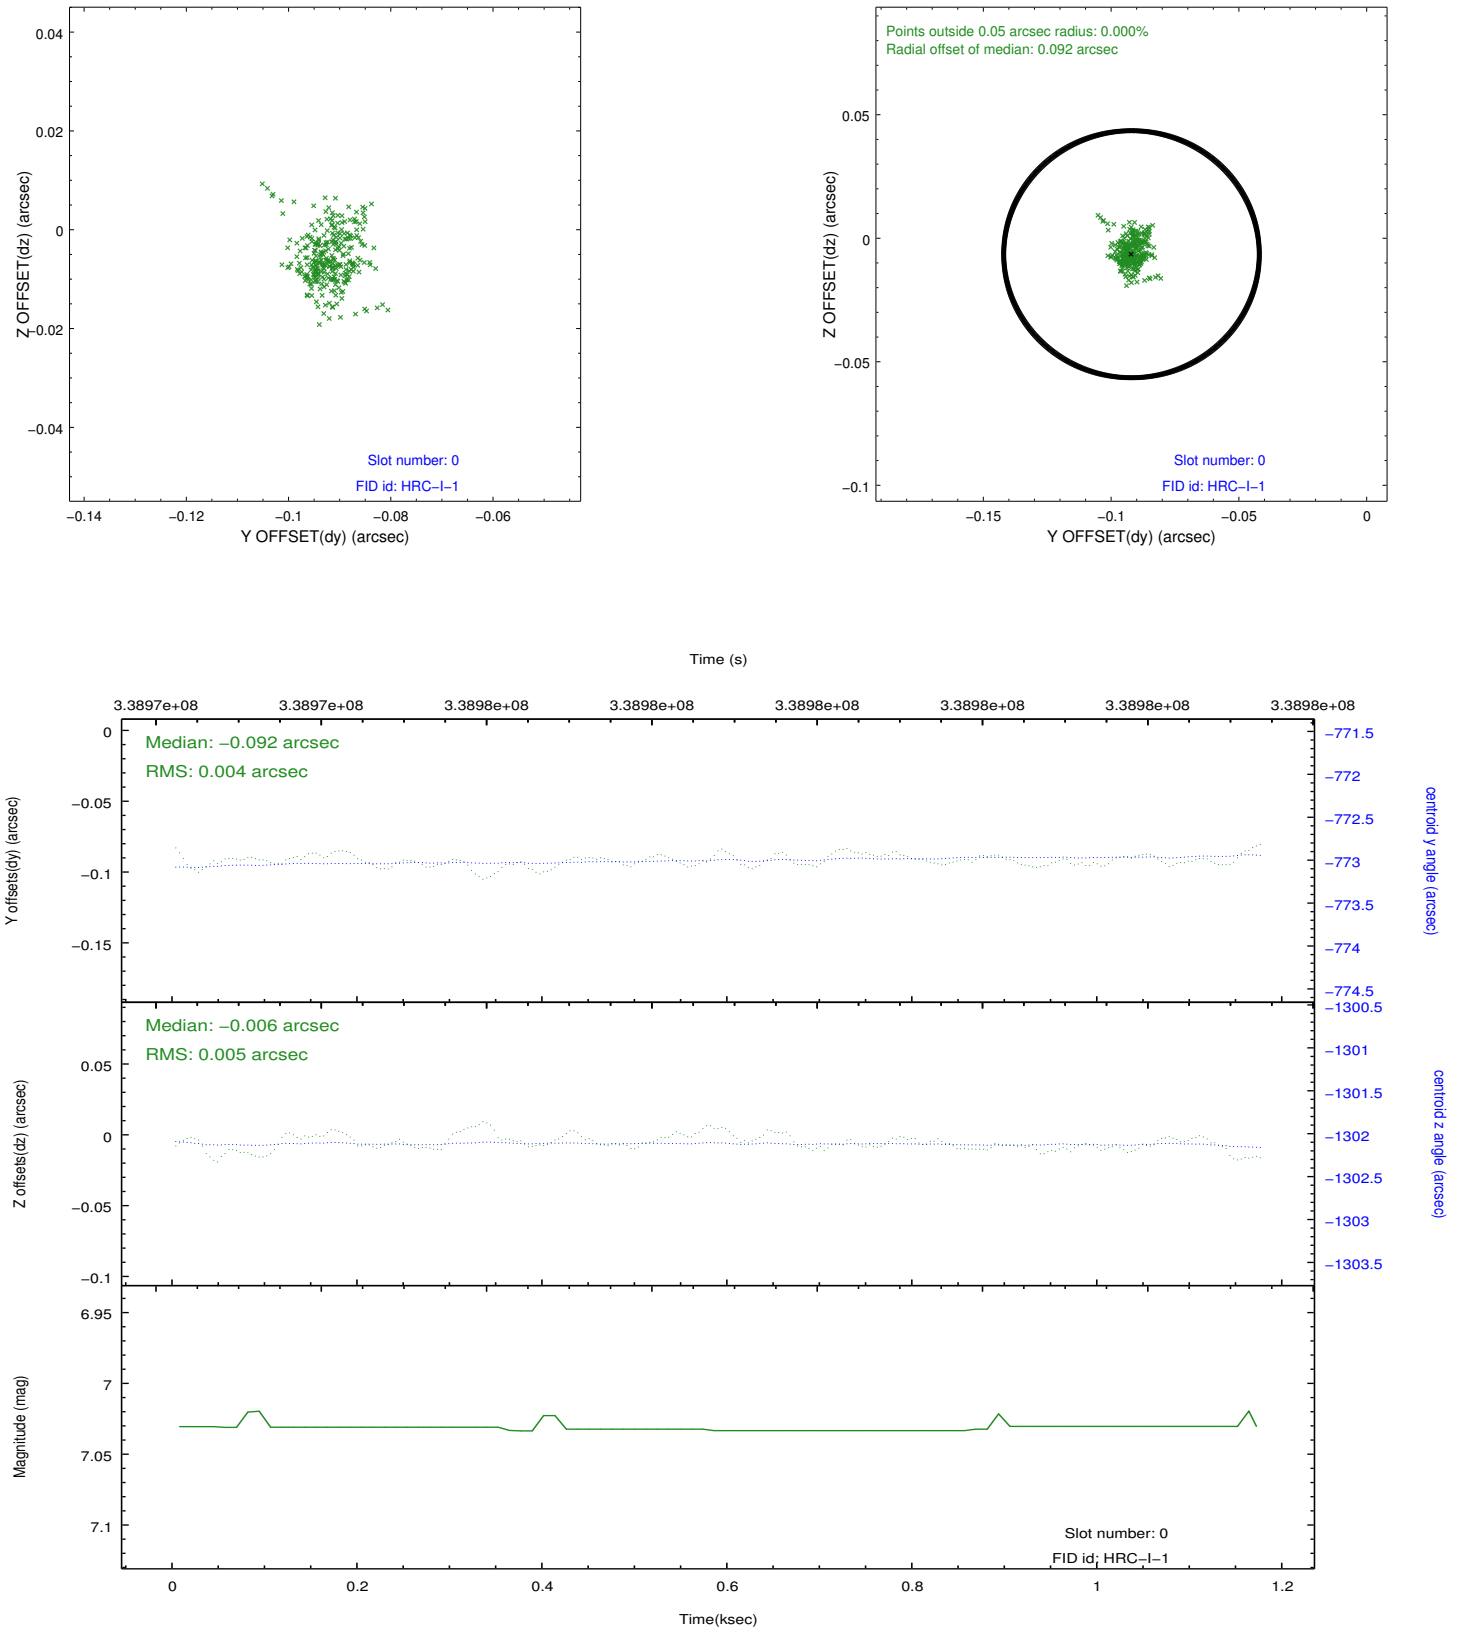 0.04
0.02
0
−0.02
−0.04
Z OFFSET(dz) (arcsec)
Slot number: 0
FID id: HRC−I−1
−0.14
−0.12
−0.1
−0.08
−0.06
Y OFFSET(dy) (arcsec)
Points outside 0.05 arcsec radius: 0.000%
Radial offset of median: 0.092 arcsec
0.05
0
−0.05
−0.1
Z OFFSET(dz) (arcsec)
Slot number: 0
FID id: HRC−I−1
−0.15
−0.1
−0.05
0
Y OFFSET(dy) (arcsec)
Time (s)
3.3897e+08 3.3897e+08 3.3898e+08 3.3898e+08 3.3898e+08 3.3898e+08 3.3898e+08 3.3898e+08
Median: −0.092 arcsec
RMS: 0.004 arcsec
0
−0.05
−0.1
−0.15
Y offsets(dy) (arcsec)
−771.5
−772
−772.5
−773
−773.5
−774
−774.5
centroid y angle (arcsec)
Median: −0.006 arcsec
RMS: 0.005 arcsec
0.05
0
−0.05
−0.1
Z offsets(dz) (arcsec)
−1300.5
−1301
−1301.5
−1302
−1302.5
−1303
−1303.5
centroid z angle (arcsec)
6.95
7
7.05
7.1
Magnitude (mag)
Slot number: 0
FID id: HRC−I−1
0 0.2 0.4 0.6 0.8 1 1.2
Time(ksec)